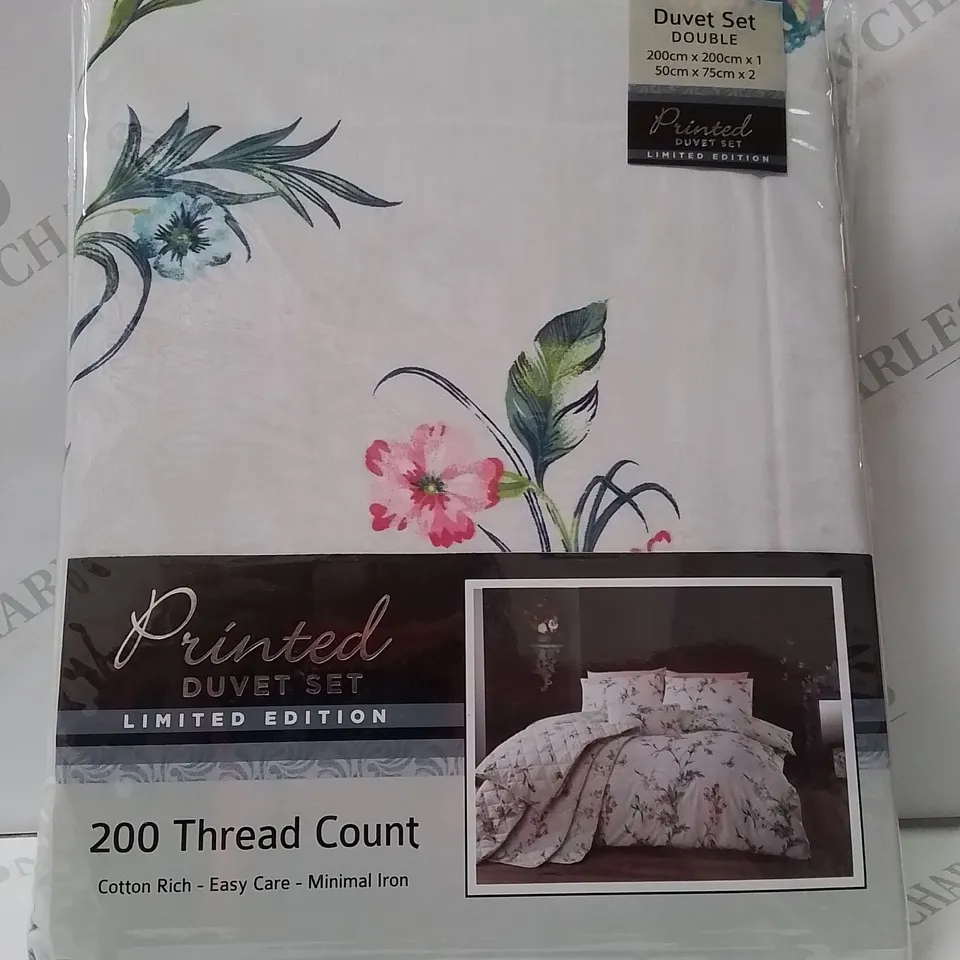 Duvet Set
DOUBLE
200cm x 200cm x 1
50cm x 75cm x 2
Printed
DUVET SET
LIMITED EDITION
Printed
DUVET SET
LIMITED EDITION
200 Thread Count
Cotton Rich - Easy Care - Minimal Iron